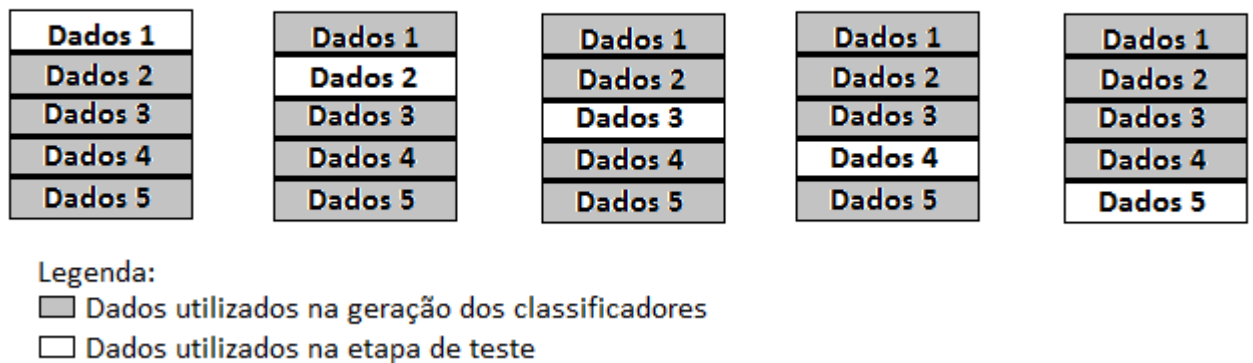 Dados 1 Dados 1 Dados 1 Dados 1 Dados 1
Dados 2 Dados 2 Dados 2 Dados 2 Dados 2
Dados 3 Dados 3 Dados 3 Dados 3 Dados 3
Dados 4 Dados 4 Dados 4 Dados 4 Dados 4
Dados 5 Dados 5 Dados 5 Dados 5 Dados 5
Legenda:
Dados utilizados na geração dos classificadores
Dados utilizados na etapa de teste